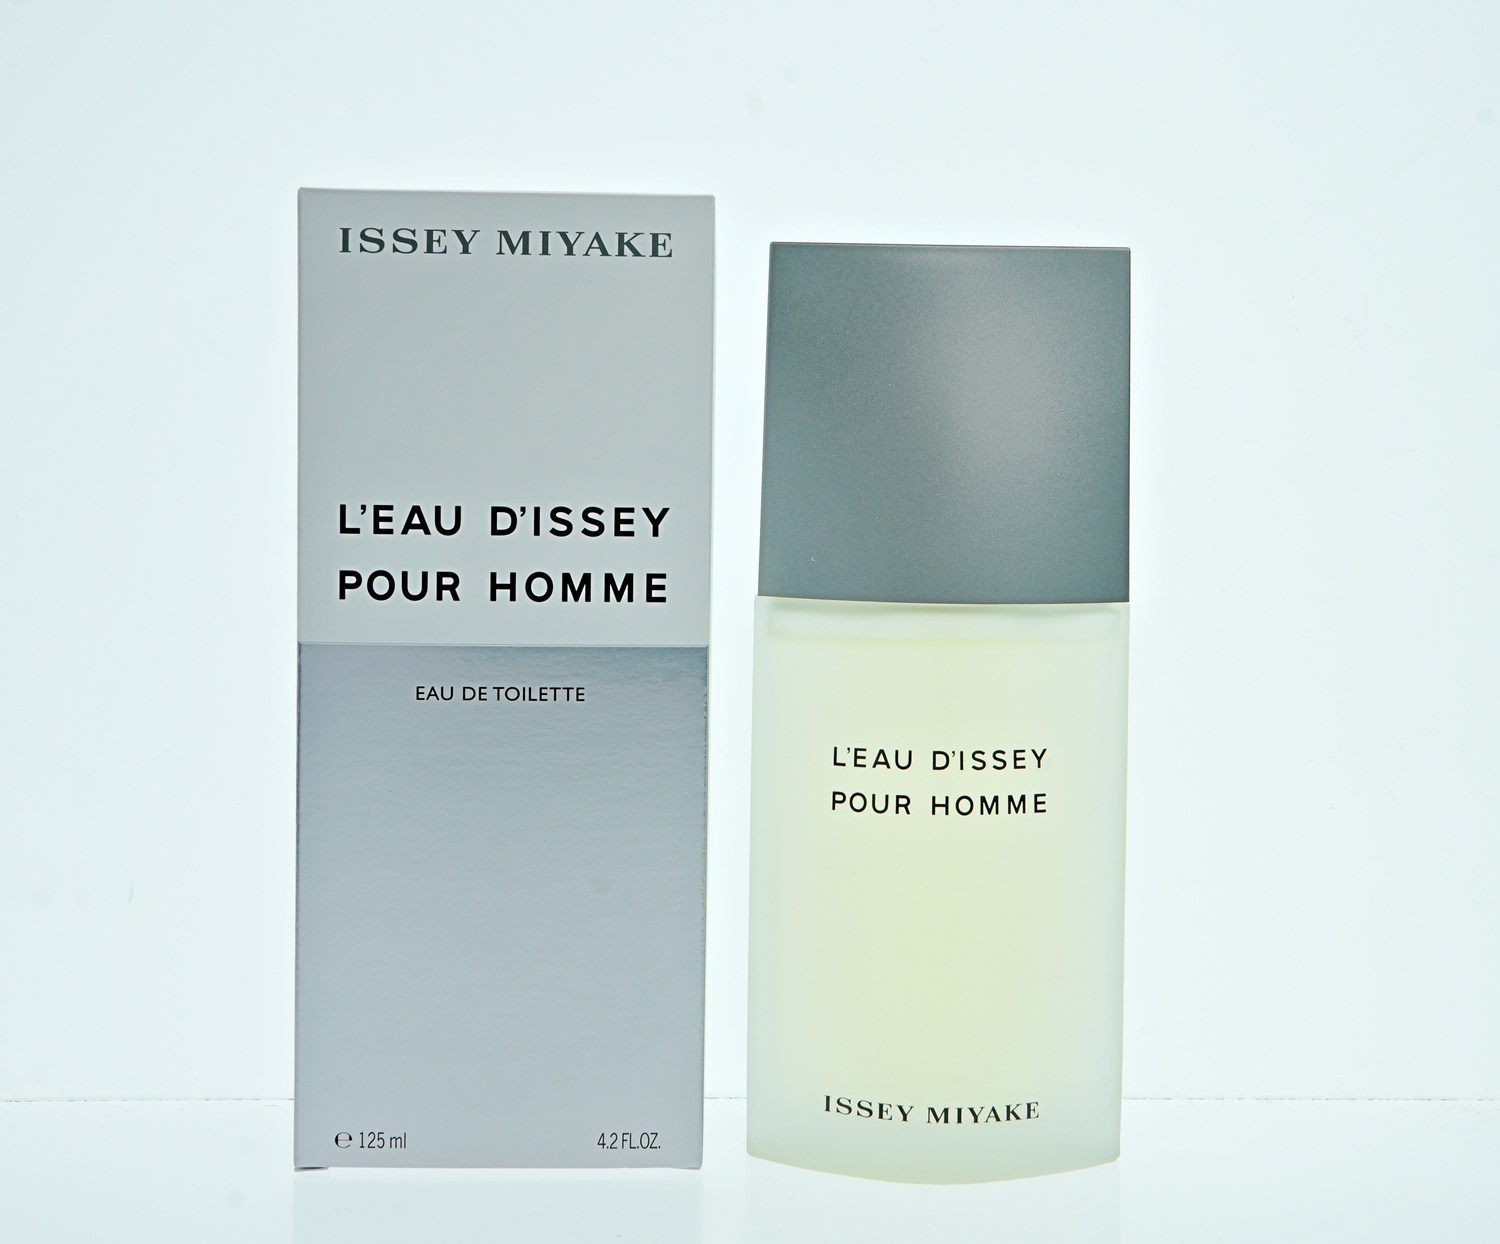 ISSEY MIYAKE
L'EAU D'ISSEY
POUR HOMME
EAU DE TOILETTE
℮ 125 ml 4.2 FL.OZ.
L'EAU D'ISSEY
POUR HOMME
ISSEY MIYAKE